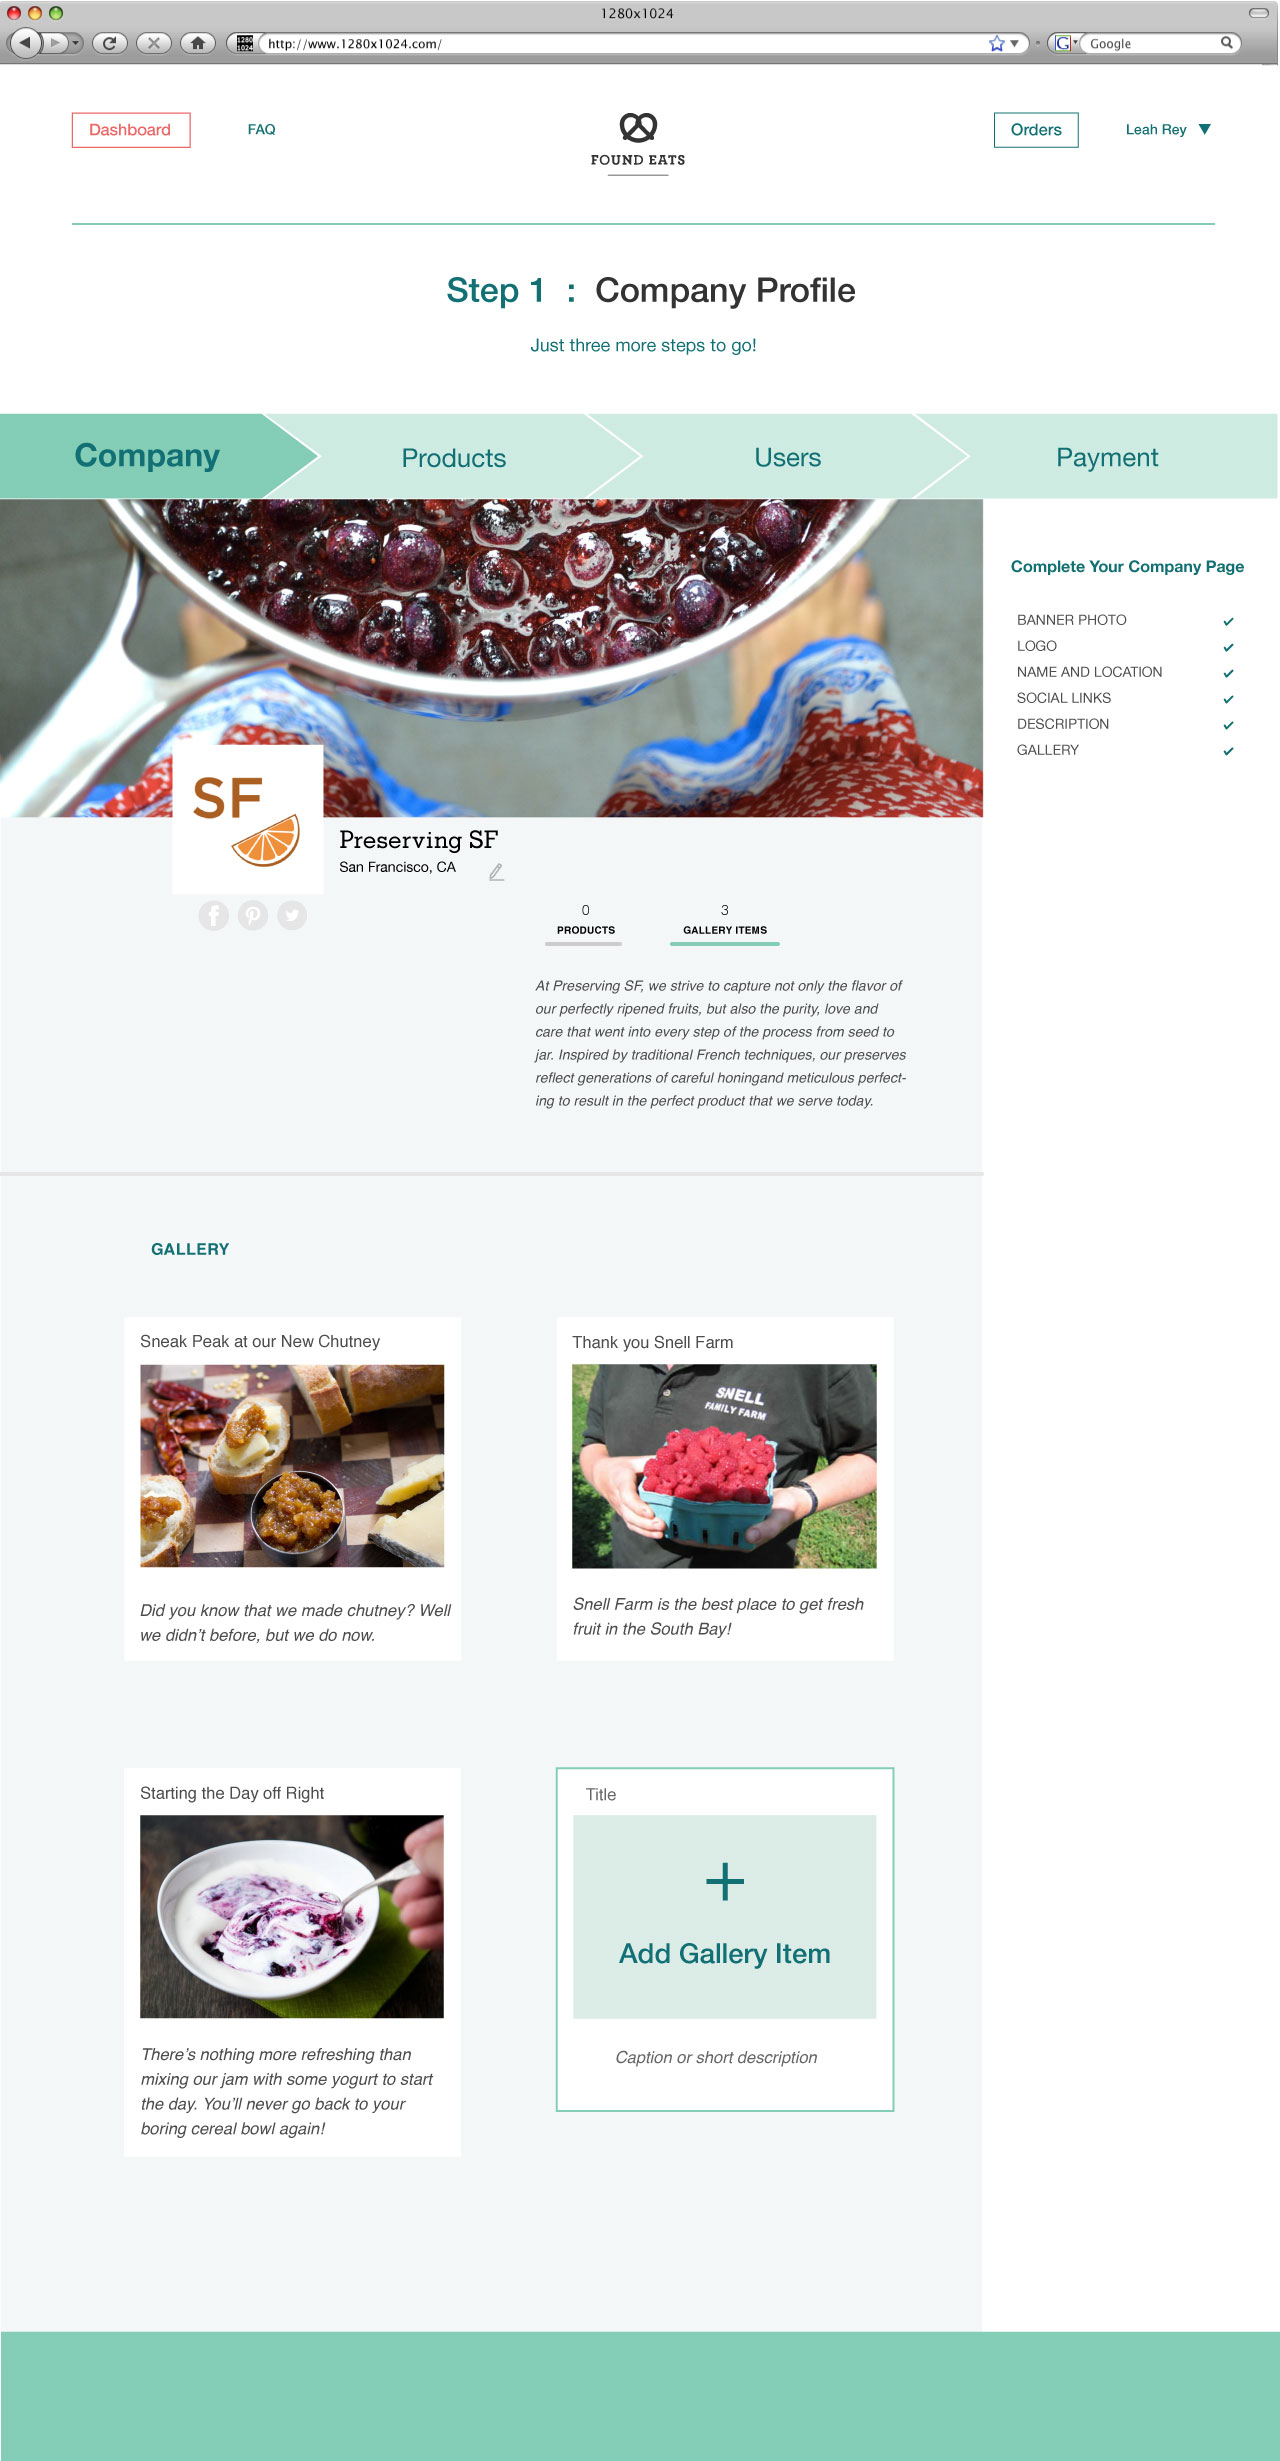 1280x1024
1280
1024
http://www.1280x1024.com/
G
Google
Dashboard
FAQ
FOUND EATS
Orders
Leah Rey
Step 1 : Company Profile
Just three more steps to go!
Company
Products
Users
Payment
Complete Your Company Page
BANNER PHOTO
LOGO
NAME AND LOCATION
SOCIAL LINKS
DESCRIPTION
GALLERY
SF
Preserving SF
San Francisco, CA
0
PRODUCTS
3
GALLERY ITEMS
At Preserving SF, we strive to capture not only the flavor of
our perfectly ripened fruits, but also the purity, love and
care that went into every step of the process from seed to
jar. Inspired by traditional French techniques, our preserves
reflect generations of careful honingand meticulous perfect-
ing to result in the perfect product that we serve today.
GALLERY
Sneak Peak at our New Chutney
Did you know that we made chutney? Well
we didn't before, but we do now.
Thank you Snell Farm
SNELL
FAMILY FARM
Snell Farm is the best place to get fresh
fruit in the South Bay!
Starting the Day off Right
There's nothing more refreshing than
mixing our jam with some yogurt to start
the day. You'll never go back to your
boring cereal bowl again!
Title
+
Add Gallery Item
Caption or short description